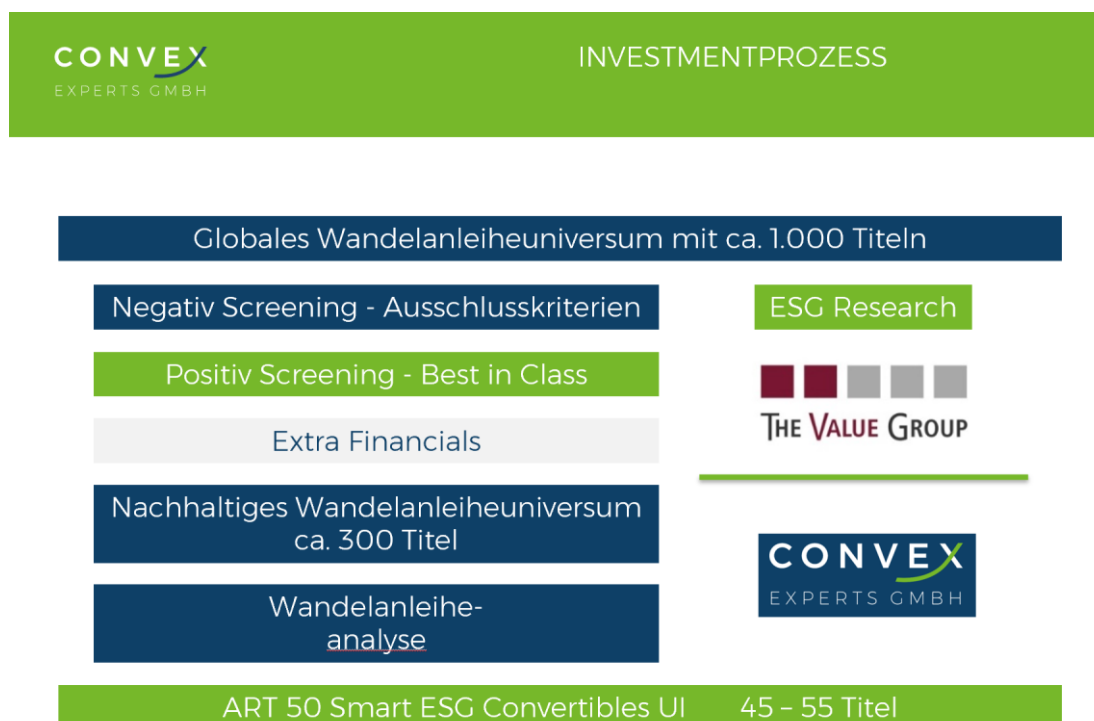 CONVEX
EXPERTS GMBH
INVESTMENTPROZESS
Globales Wandelanleiheuniversum mit ca. 1.000 Titeln
Negativ Screening - Ausschlusskriterien
ESG Research
Positiv Screening - Best in Class
THE VALUE GROUP
Extra Financials
Nachhaltiges Wandelanleiheuniversum
ca. 300 Titel
CONVEX
EXPERTS GMBH
Wandelanleihe-
analyse
ART 50 Smart ESG Convertibles UI 45 – 55 Titel